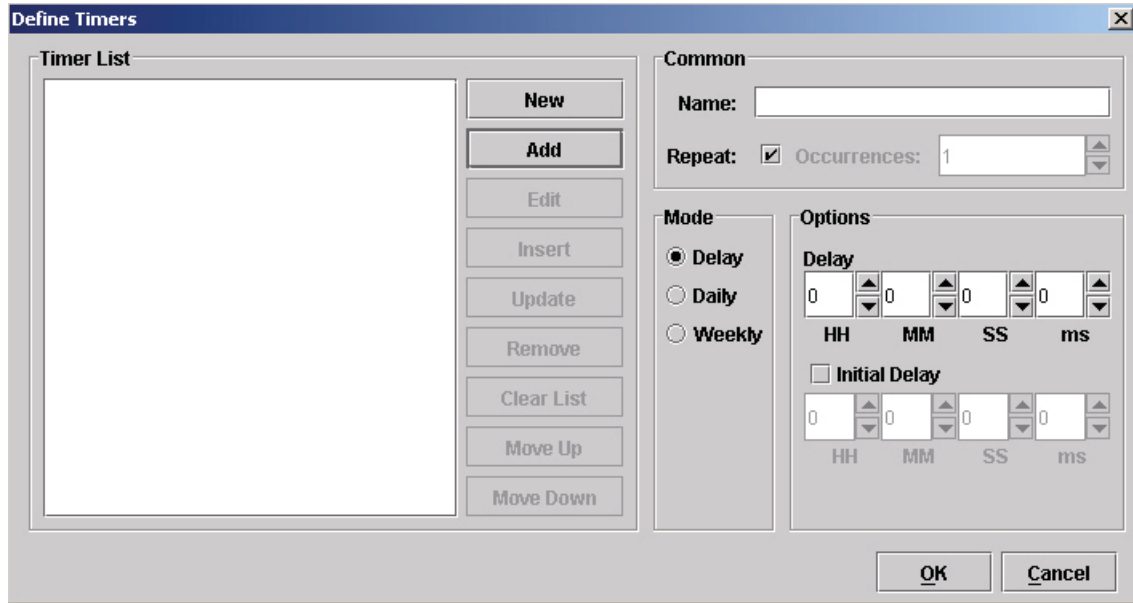 Define Timers
Timer List
New
Add
Edit
Insert
Update
Remove
Clear List
Move Up
Move Down
Common
Name:
Repeat: Occurrences: 1
Mode
Delay
Daily
Weekly
Options
Delay
0 0 0 0
HH MM SS ms
Initial Delay
0 0 0 0
HH MM SS ms
OK Cancel